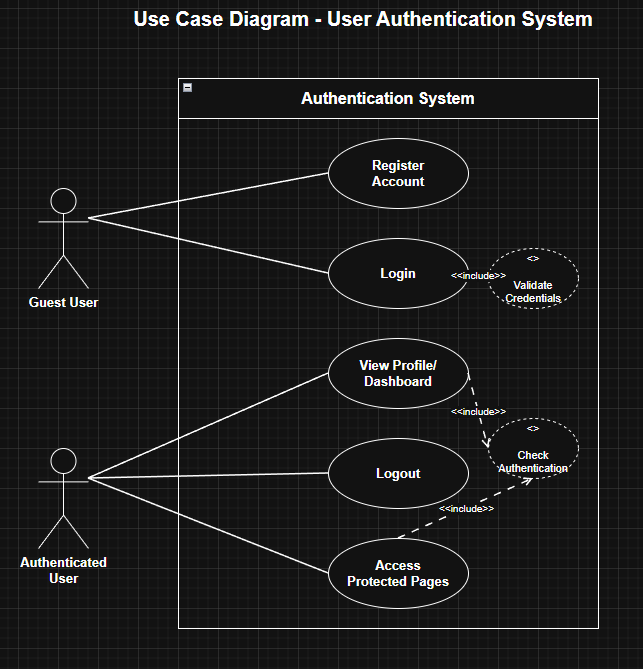 Use Case Diagram - User Authentication System
Authentication System
Register
Account
Login
<<include>>
<>
Validate
Credentials
Guest User
View Profile/
Dashboard
<<include>>
<>
Check
Authentication
Logout
<<include>>
Authenticated
User
Access
Protected Pages